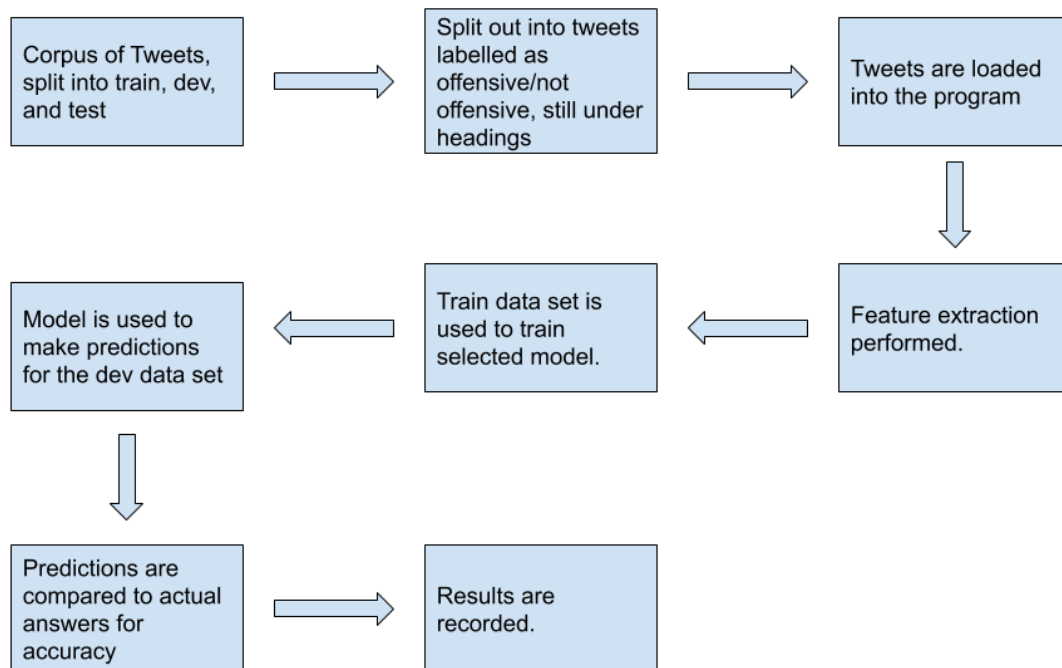 Corpus of Tweets,
split into train, dev,
and test
Split out into tweets
labelled as
offensive/not
offensive, still under
headings
Tweets are loaded
into the program
Feature extraction
performed.
Train data set is
used to train
selected model.
Model is used to
make predictions
for the dev data set
Predictions are
compared to actual
answers for
accuracy
Results are
recorded.